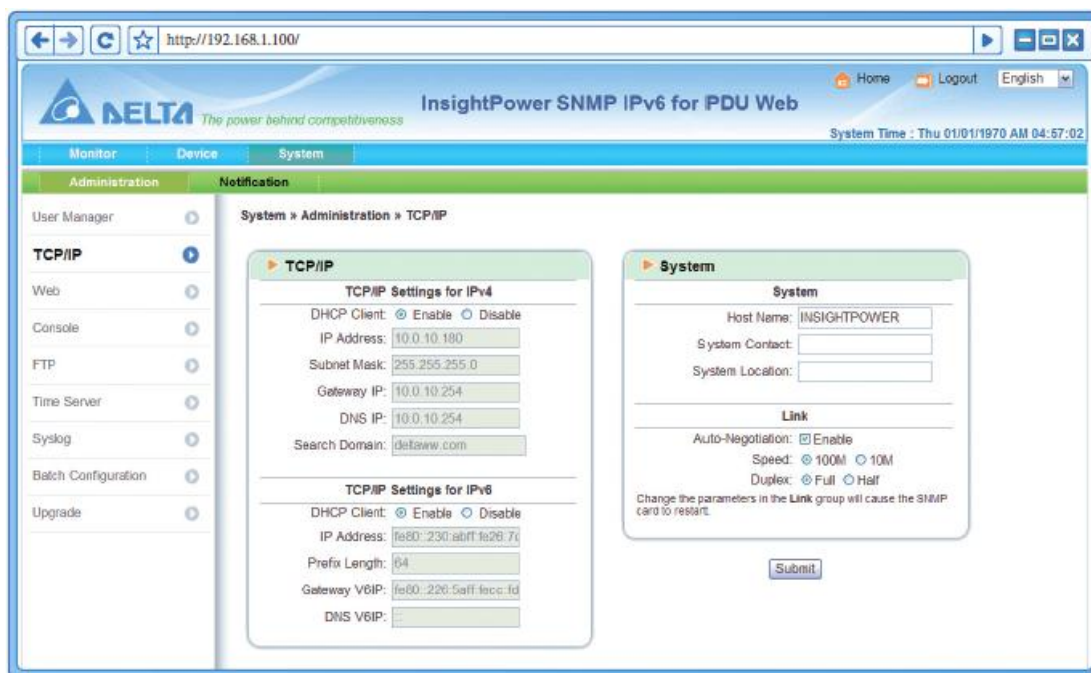 http://192.168.1.100/
Home Logout English
DELTA The power behind competitiveness
InsightPower SNMP IPv6 for PDU Web
System Time : Thu 01/01/1970 AM 04:57:02
Monitor Device System
Administration Notification
User Manager
TCP/IP
Web
Console
FTP
Time Server
Syslog
Batch Configuration
Upgrade
System » Administration » TCP/IP
TCP/IP
TCP/IP Settings for IPv4
DHCP Client: Enable Disable
IP Address: 10.0.10.180
Subnet Mask: 255.255.255.0
Gateway IP: 10.0.10.254
DNS IP: 10.0.10.254
Search Domain: deltaww.com
TCP/IP Settings for IPv6
DHCP Client: Enable Disable
IP Address: fe80::230:abff:fe26:7c
Prefix Length: 64
Gateway V6IP: fe80::226:5aff:fecc:fd
DNS V6IP: ::
System
System
Host Name: INSIGHTPOWER
System Contact:
System Location:
Link
Auto-Negotiation: Enable
Speed: 100M 10M
Duplex: Full Half
Change the parameters in the Link group will cause the SNMP
card to restart.
Submit